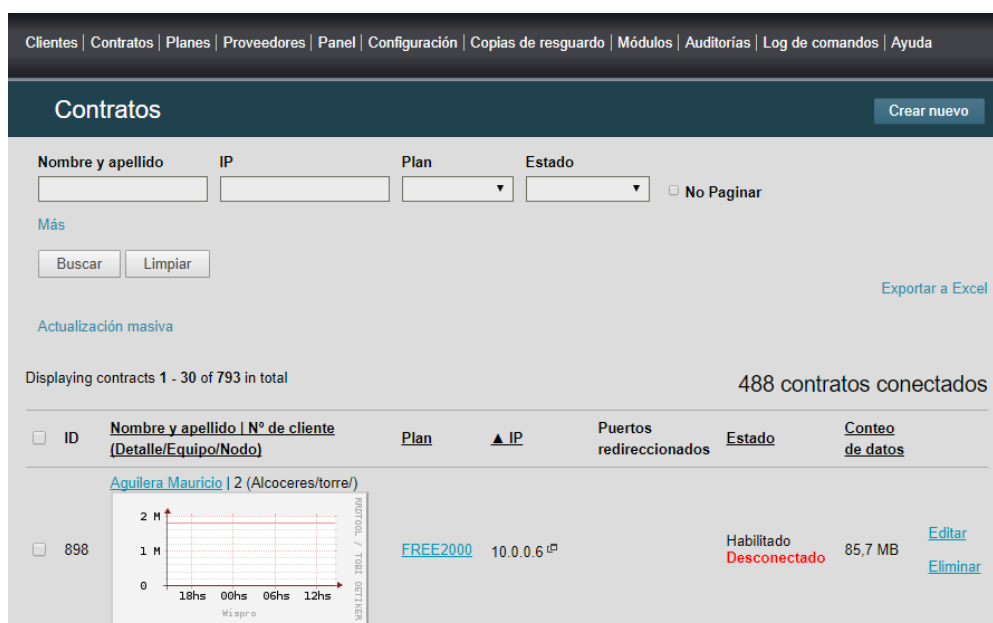 Clientes | Contratos | Planes | Proveedores | Panel | Configuración | Copias de resguardo | Módulos | Auditorías | Log de comandos | Ayuda
Contratos
Crear nuevo
Nombre y apellido IP Plan Estado
No Paginar
Más
Buscar Limpiar
Exportar a Excel
Actualización masiva
Displaying contracts 1 - 30 of 793 in total
488 contratos conectados
ID Nombre y apellido | Nº de cliente (Detalle/Equipo/Nodo) Plan ▲ IP Puertos redireccionados Estado Conteo de datos
Aguilera Mauricio | 2 (Alcoceres/torre/)
2 M
1 M
0
18hs 00hs 06hs 12hs
Wispro
RRDTOOL / TOBI OETIKER
898 FREE2000 10.0.0.6 Habilitado Desconectado 85,7 MB Editar Eliminar